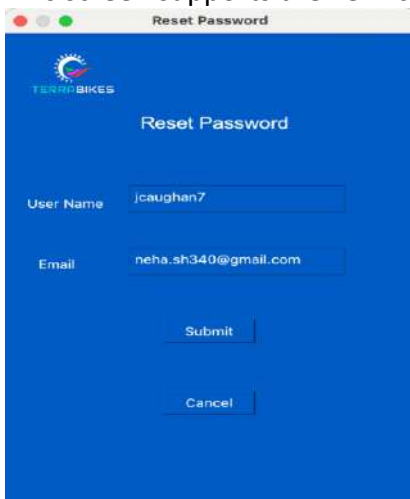 Reset Password
TERRABIKES
Reset Password
User Name
jcaughan7
Email
neha.sh340@gmail.com
Submit
Cancel